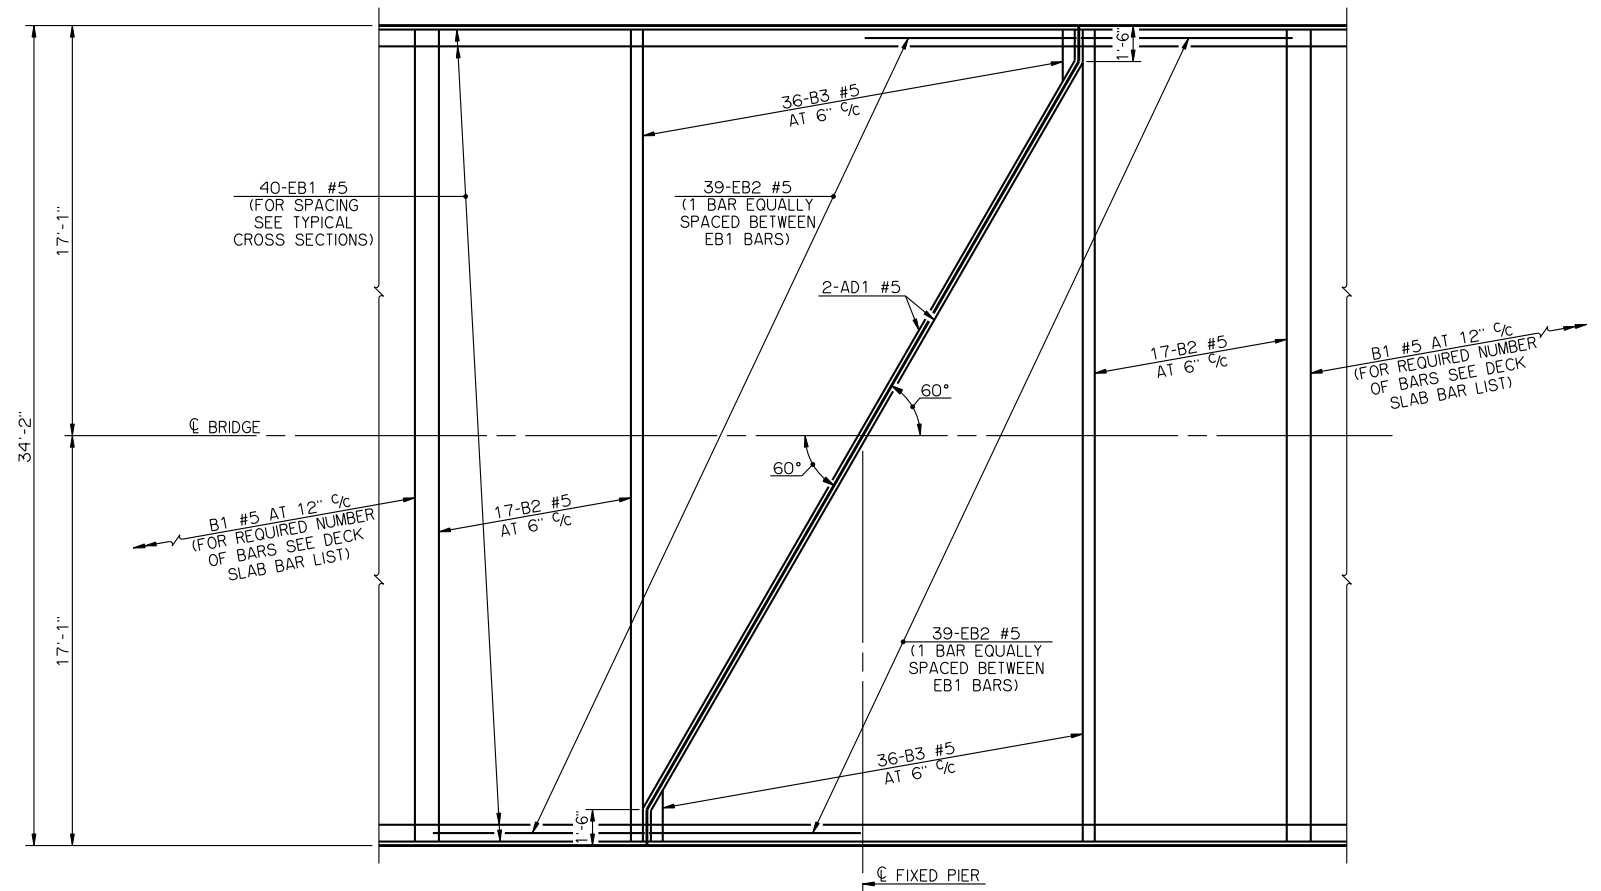 1'-6"
36-B3 #5
AT 6" C/C
40-EB1 #5
(FOR SPACING
SEE TYPICAL
CROSS SECTIONS)
39-EB2 #5
(1 BAR EQUALLY
SPACED BETWEEN
EB1 BARS)
17'-1"
2-AD1 #5
17-B2 #5
AT 6" C/C
B1 #5 AT 12" C/C
(FOR REQUIRED NUMBER
OF BARS SEE DECK
SLAB BAR LIST)
60°
34'-2"
℄ BRIDGE
60°
B1 #5 AT 12" C/C
(FOR REQUIRED NUMBER
OF BARS SEE DECK
SLAB BAR LIST)
17-B2 #5
AT 6" C/C
17'-1"
39-EB2 #5
(1 BAR EQUALLY
SPACED BETWEEN
EB1 BARS)
36-B3 #5
AT 6" C/C
1'-6"
℄ FIXED PIER